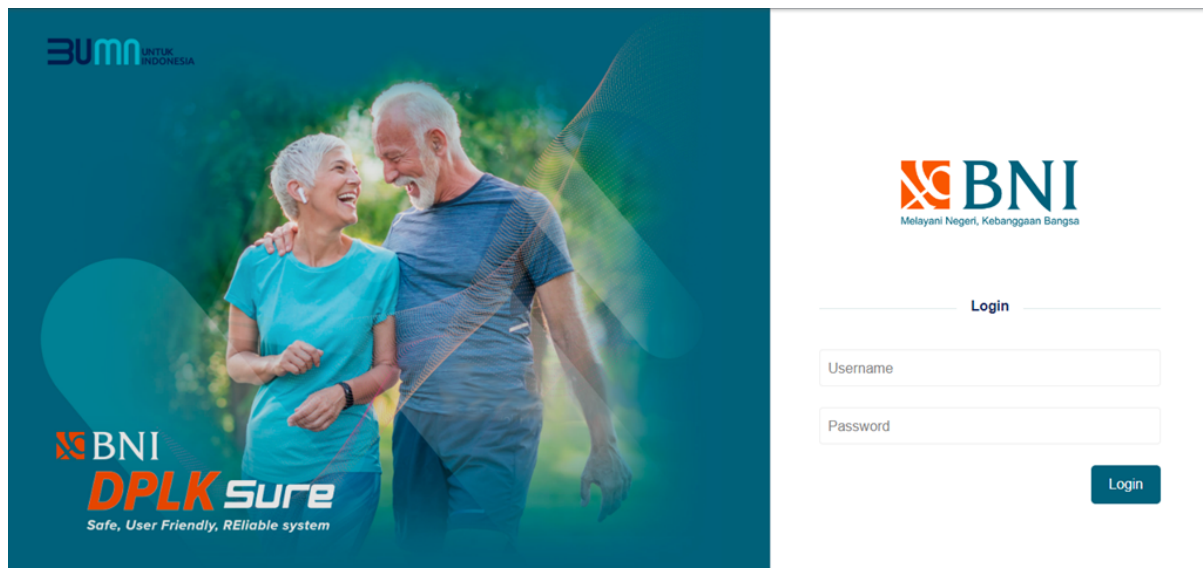 BUMN UNTUK
INDONESIA
BNI
DPLK Sure
Safe, User Friendly, REliable system
BNI
Melayani Negeri, Kebanggaan Bangsa
Login
Username
Password
Login